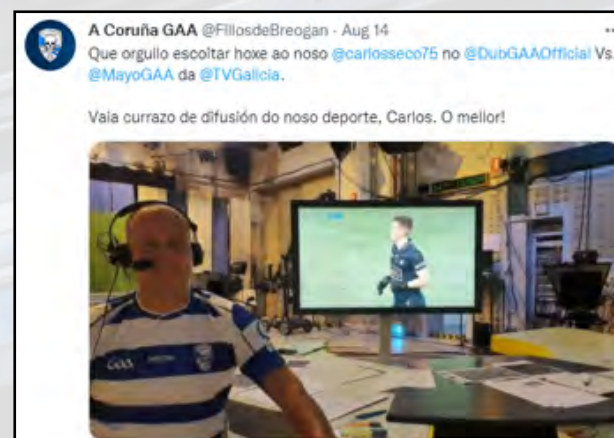 A Coruña GAA @FillosdeBreogan · Aug 14
Que orgullo escoitar hoxe ao noso @carlosseco75 no @DubGAAOfficial Vs.
@MayoGAA da @TVGalicia.
Vaia currazo de difusión do noso deporte, Carlos. O mellor!
GAA